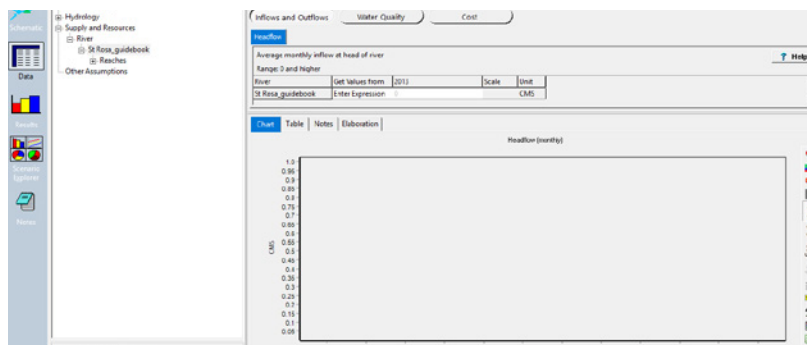 Schematic
Data
Results
Scenario
Explorer
Notes
Hydrology
Supply and Resources
River
St Rosa_guidebook
Reaches
Other Assumptions
Inflows and Outflows Water Quality Cost
Headflow
Average monthly inflow at head of river
Help
Range: 0 and higher
River Get Values from 2013 Scale Unit
St Rosa_guidebook Enter Expression 0 CMS
Chart Table Notes Elaboration
Headflow (monthly)
CMS
1.0
0.95
0.9
0.85
0.8
0.75
0.7
0.65
0.6
0.55
0.5
0.45
0.4
0.35
0.3
0.25
0.2
0.15
0.1
0.05